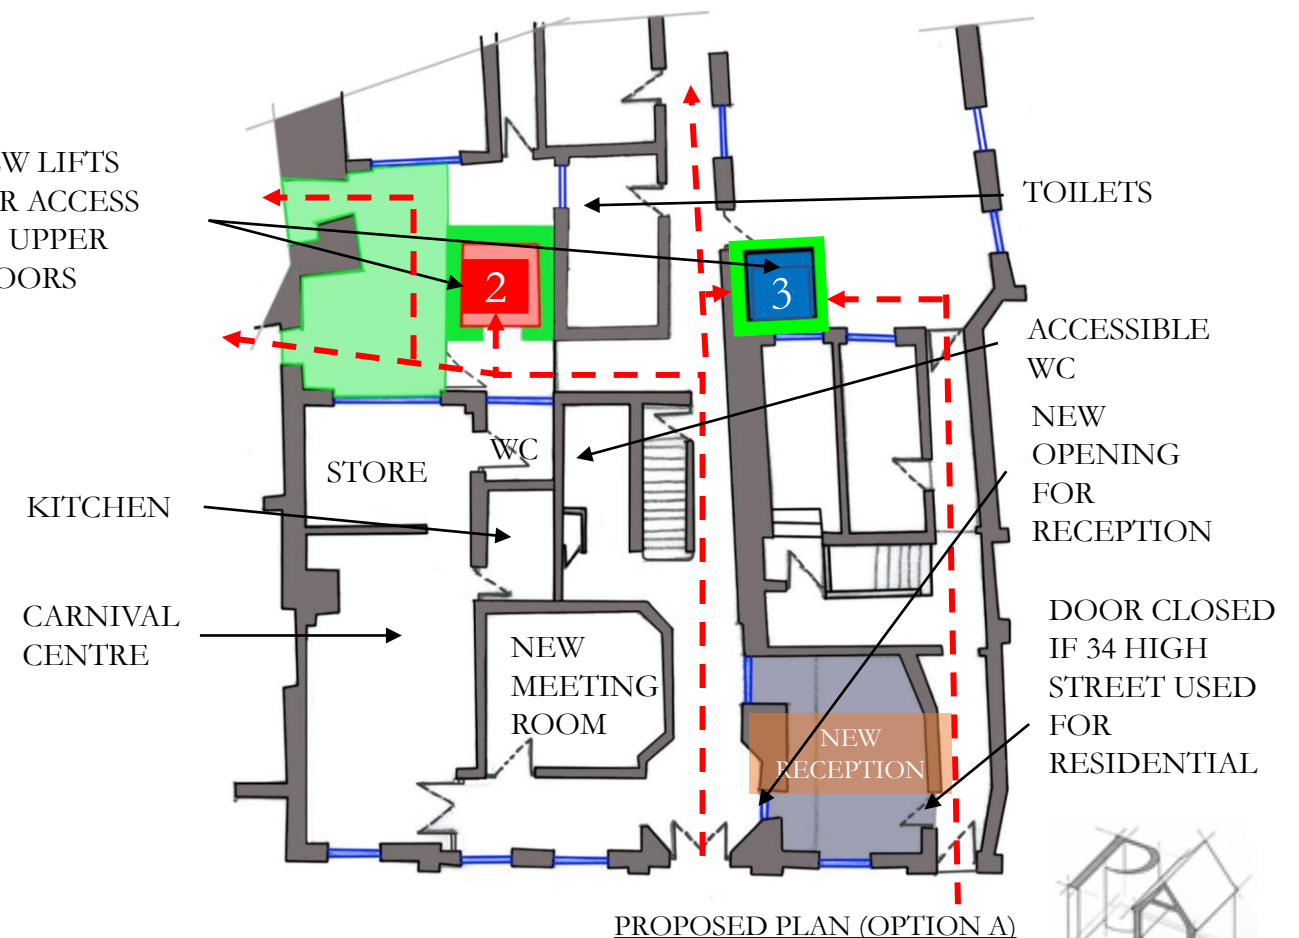 LIFTS
ACCESS
UPPER
TOILETS
2
3
ACCESSIBLE
WC
NEW
OPENING
FOR
RECEPTION
WC
STORE
KITCHEN
CARNIVAL
CENTRE
NEW
MEETING
ROOM
DOOR CLOSED
IF 34 HIGH
STREET USED
FOR
RESIDENTIAL
NEW
RECEPTION
PROPOSED PLAN (OPTION A)